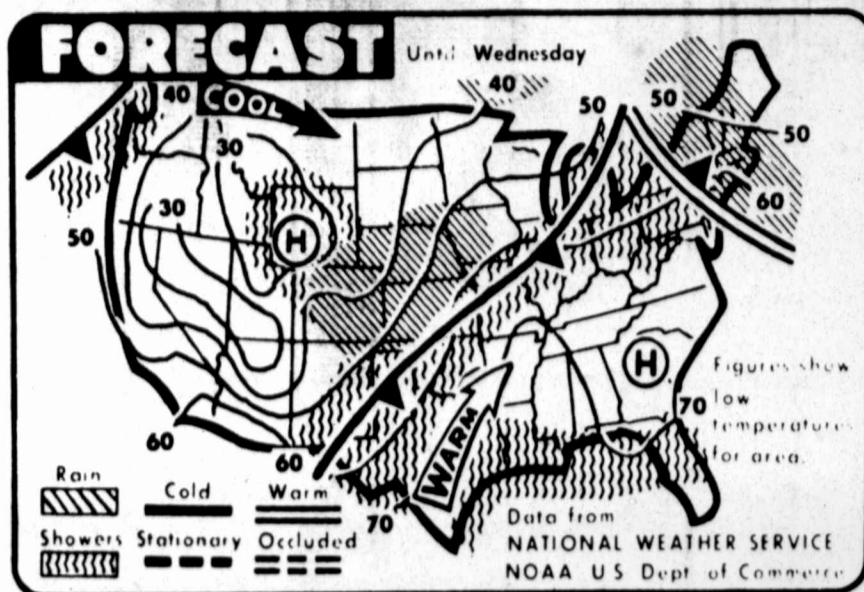 FORECAST
Until Wednesday
40
COOL
40
50
50
50
30
60
30
50
H
H
Figures show
low
temperatures
for area.
70
60
60
WARM
70
Rain
Cold
Warm
Showers
Stationary
Occluded
Data from
NATIONAL WEATHER SERVICE
NOAA US Dept of Commerce